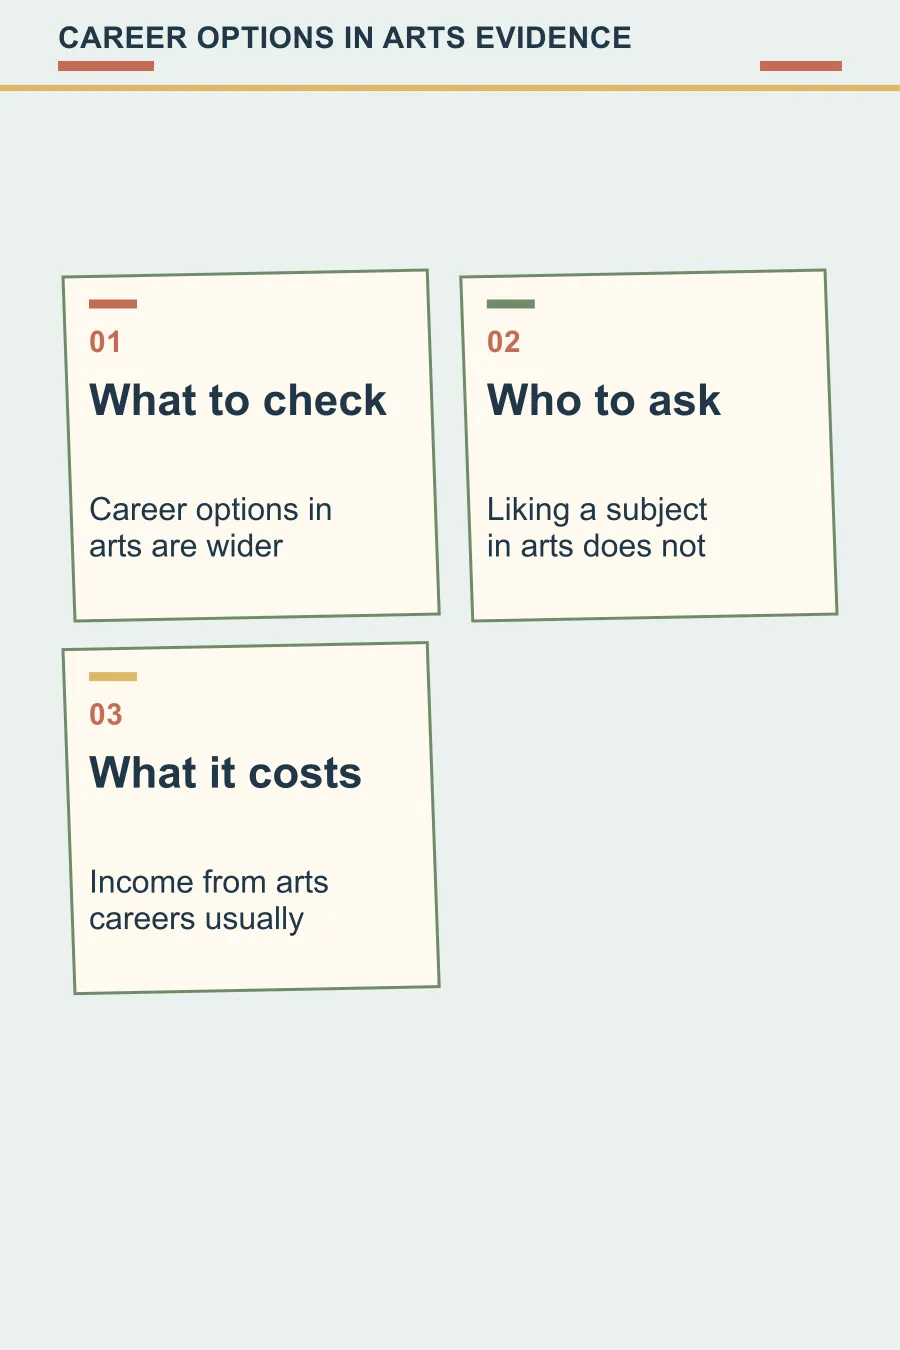 CAREER OPTIONS IN ARTS EVIDENCE
01
What to check
Career options in
arts are wider
02
Who to ask
Liking a subject
in arts does not
03
What it costs
Income from arts
careers usually